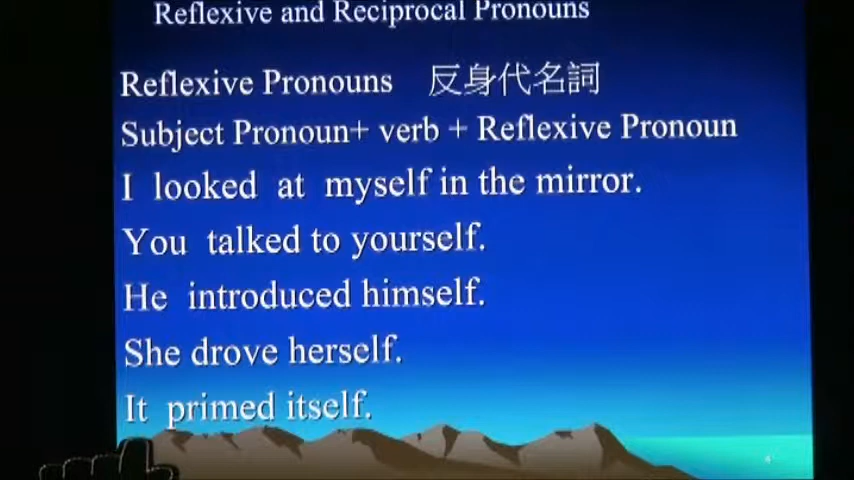 Reflexive and Reciprocal Pronouns
Reflexive Pronouns 反身代名詞
Subject Pronoun+ verb + Reflexive Pronoun
I looked at myself in the mirror.
You talked to yourself.
He introduced himself.
She drove herself.
It primed itself.
4